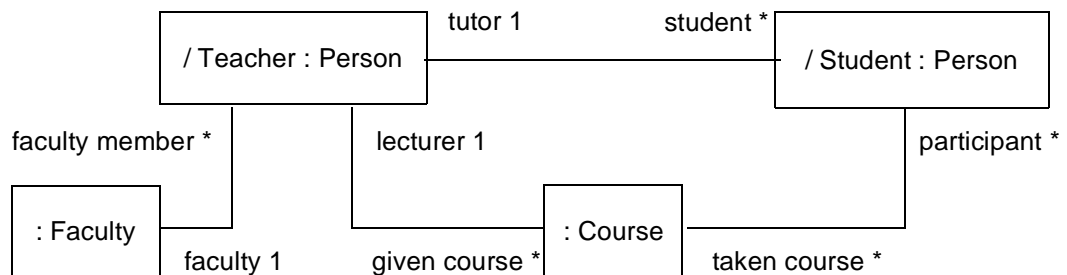 tutor 1
student *
/ Teacher : Person
/ Student : Person
faculty member *
lecturer 1
participant *
: Faculty
: Course
faculty 1
given course *
taken course *